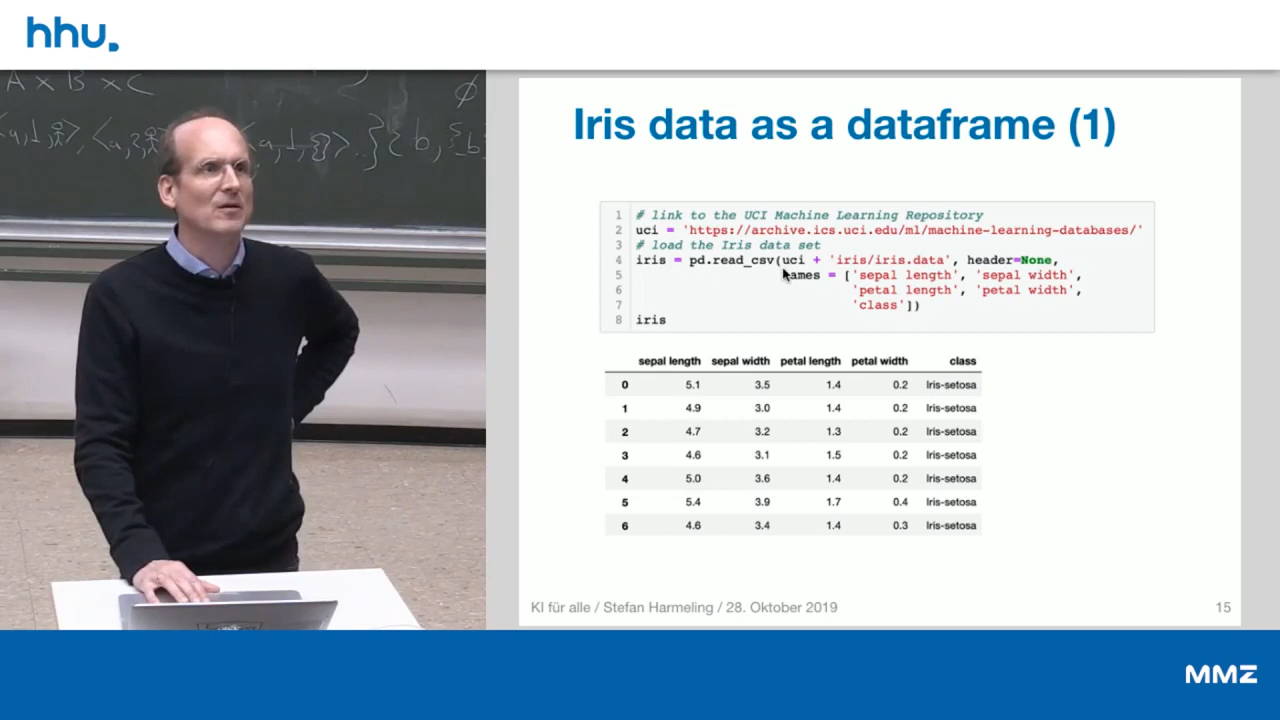 hhu.
A x B x C
Iris data as a dataframe (1)
1 # link to the UCI Machine Learning Repository
2 uci = 'https://archive.ics.uci.edu/ml/machine-learning-databases/'
3 # load the Iris data set
4 iris = pd.read_csv(uci + 'iris/iris.data', header=None,
5 names = ['sepal length', 'sepal width',
6 'petal length', 'petal width',
7 'class'])
8 iris
sepal length sepal width petal length petal width class
0 5.1 3.5 1.4 0.2 Iris-setosa
1 4.9 3.0 1.4 0.2 Iris-setosa
2 4.7 3.2 1.3 0.2 Iris-setosa
3 4.6 3.1 1.5 0.2 Iris-setosa
4 5.0 3.6 1.4 0.2 Iris-setosa
5 5.4 3.9 1.7 0.4 Iris-setosa
6 4.6 3.4 1.4 0.3 Iris-setosa
KI für alle / Stefan Harmeling / 28. Oktober 2019 15
MMZ